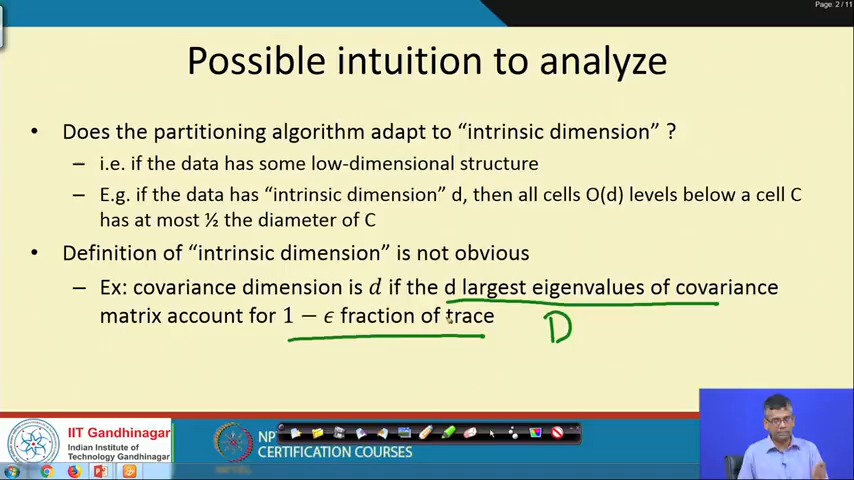 Page: 2 / 11
Possible intuition to analyze
• Does the partitioning algorithm adapt to “intrinsic dimension” ?
– i.e. if the data has some low-dimensional structure
– E.g. if the data has “intrinsic dimension” d, then all cells O(d) levels below a cell C
has at most ½ the diameter of C
• Definition of “intrinsic dimension” is not obvious
– Ex: covariance dimension is d if the d largest eigenvalues of covariance
matrix account for 1 − ϵ fraction of trace
D
IIT Gandhinagar
Indian Institute of
Technology Gandhinagar
NPT
CERTIFICATION COURSES